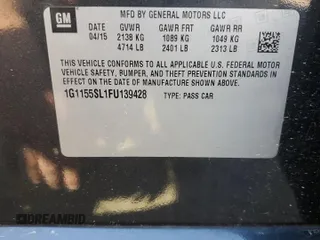 GM
MFD BY GENERAL MOTORS LLC
DATE GVWR GAWR FRT GAWR RR
04/15 2138 KG 1089 KG 1049 KG
4714 LB 2401 LB 2313 LB
THIS VEHICLE CONFORMS TO ALL APPLICABLE U.S. FEDERAL MOTOR
VEHICLE SAFETY, BUMPER, AND THEFT PREVENTION STANDARDS IN
EFFECT ON THE DATE OF MANUFACTURE SHOWN ABOVE.
1G1155SL1FU139428 TYPE: PASS CAR
DREAMBID